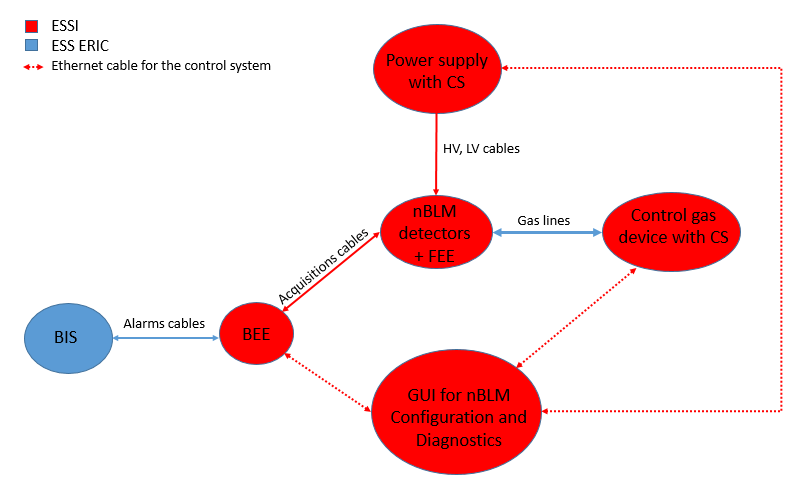 ESSI
ESS ERIC
Ethernet cable for the control system
Power supply
with CS
HV, LV cables
nBLM
detectors
+ FEE
Gas lines
Control gas
device with CS
Acquisitions cables
Alarms cables
BIS
BEE
GUI for nBLM
Configuration and
Diagnostics